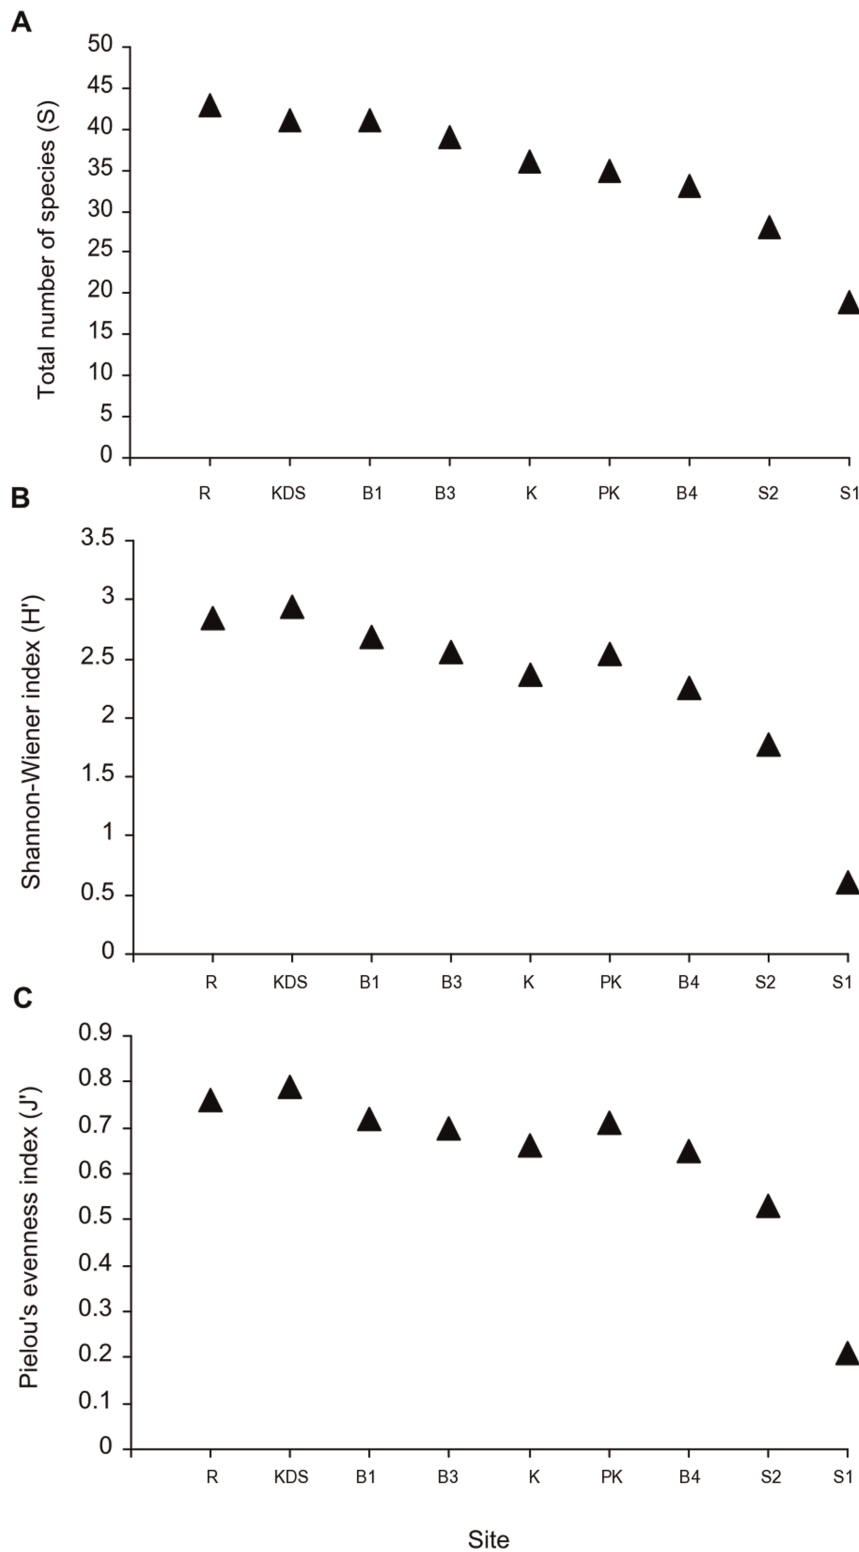 A
Total number of species (S)
50
45
40
35
30
25
20
15
10
5
0
R KDS B1 B3 K PK B4 S2 S1
B
Shannon-Wiener index (H')
3.5
3
2.5
2
1.5
1
0.5
0
R KDS B1 B3 K PK B4 S2 S1
C
Pielou's evenness index (J')
0.9
0.8
0.7
0.6
0.5
0.4
0.3
0.2
0.1
0
R KDS B1 B3 K PK B4 S2 S1
Site